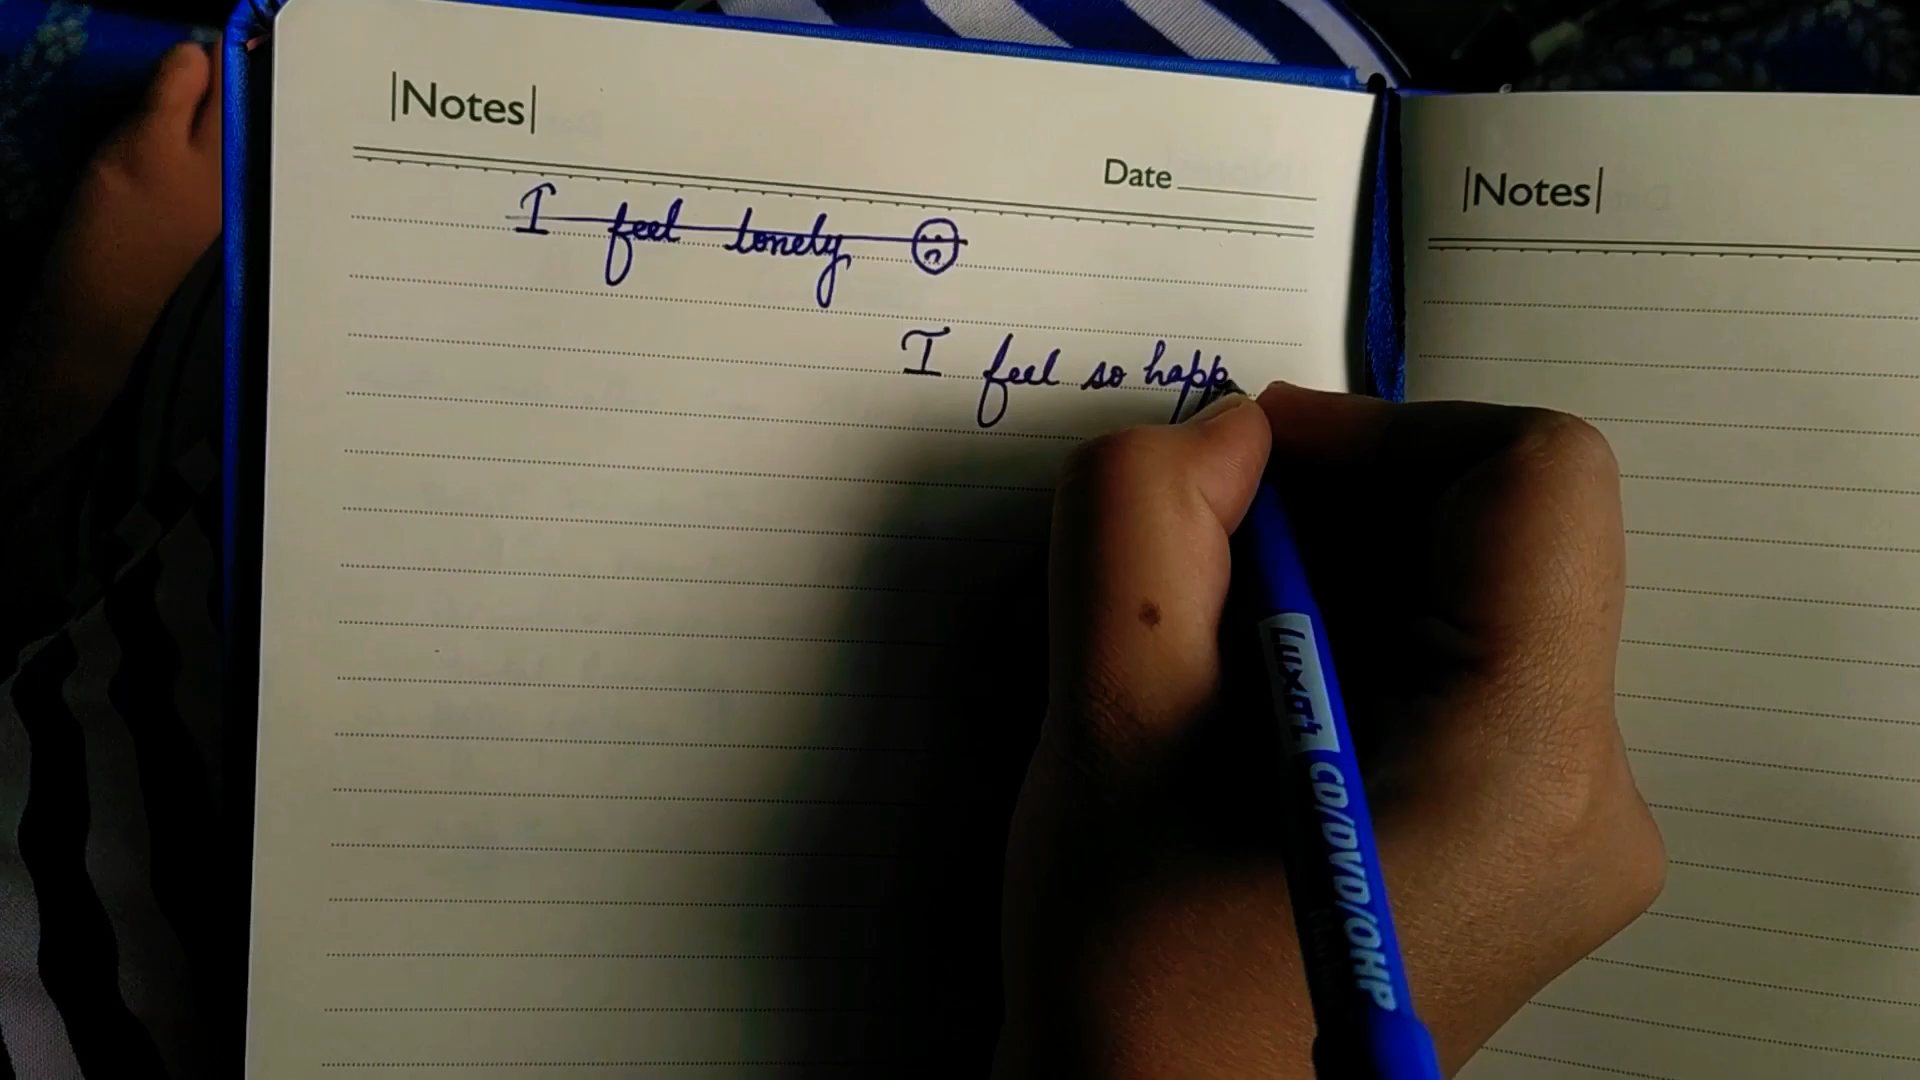 |Notes|
Date
I feel lonely ☹
I feel so happ
|Notes|
Luxor
CD/DVD/OHP